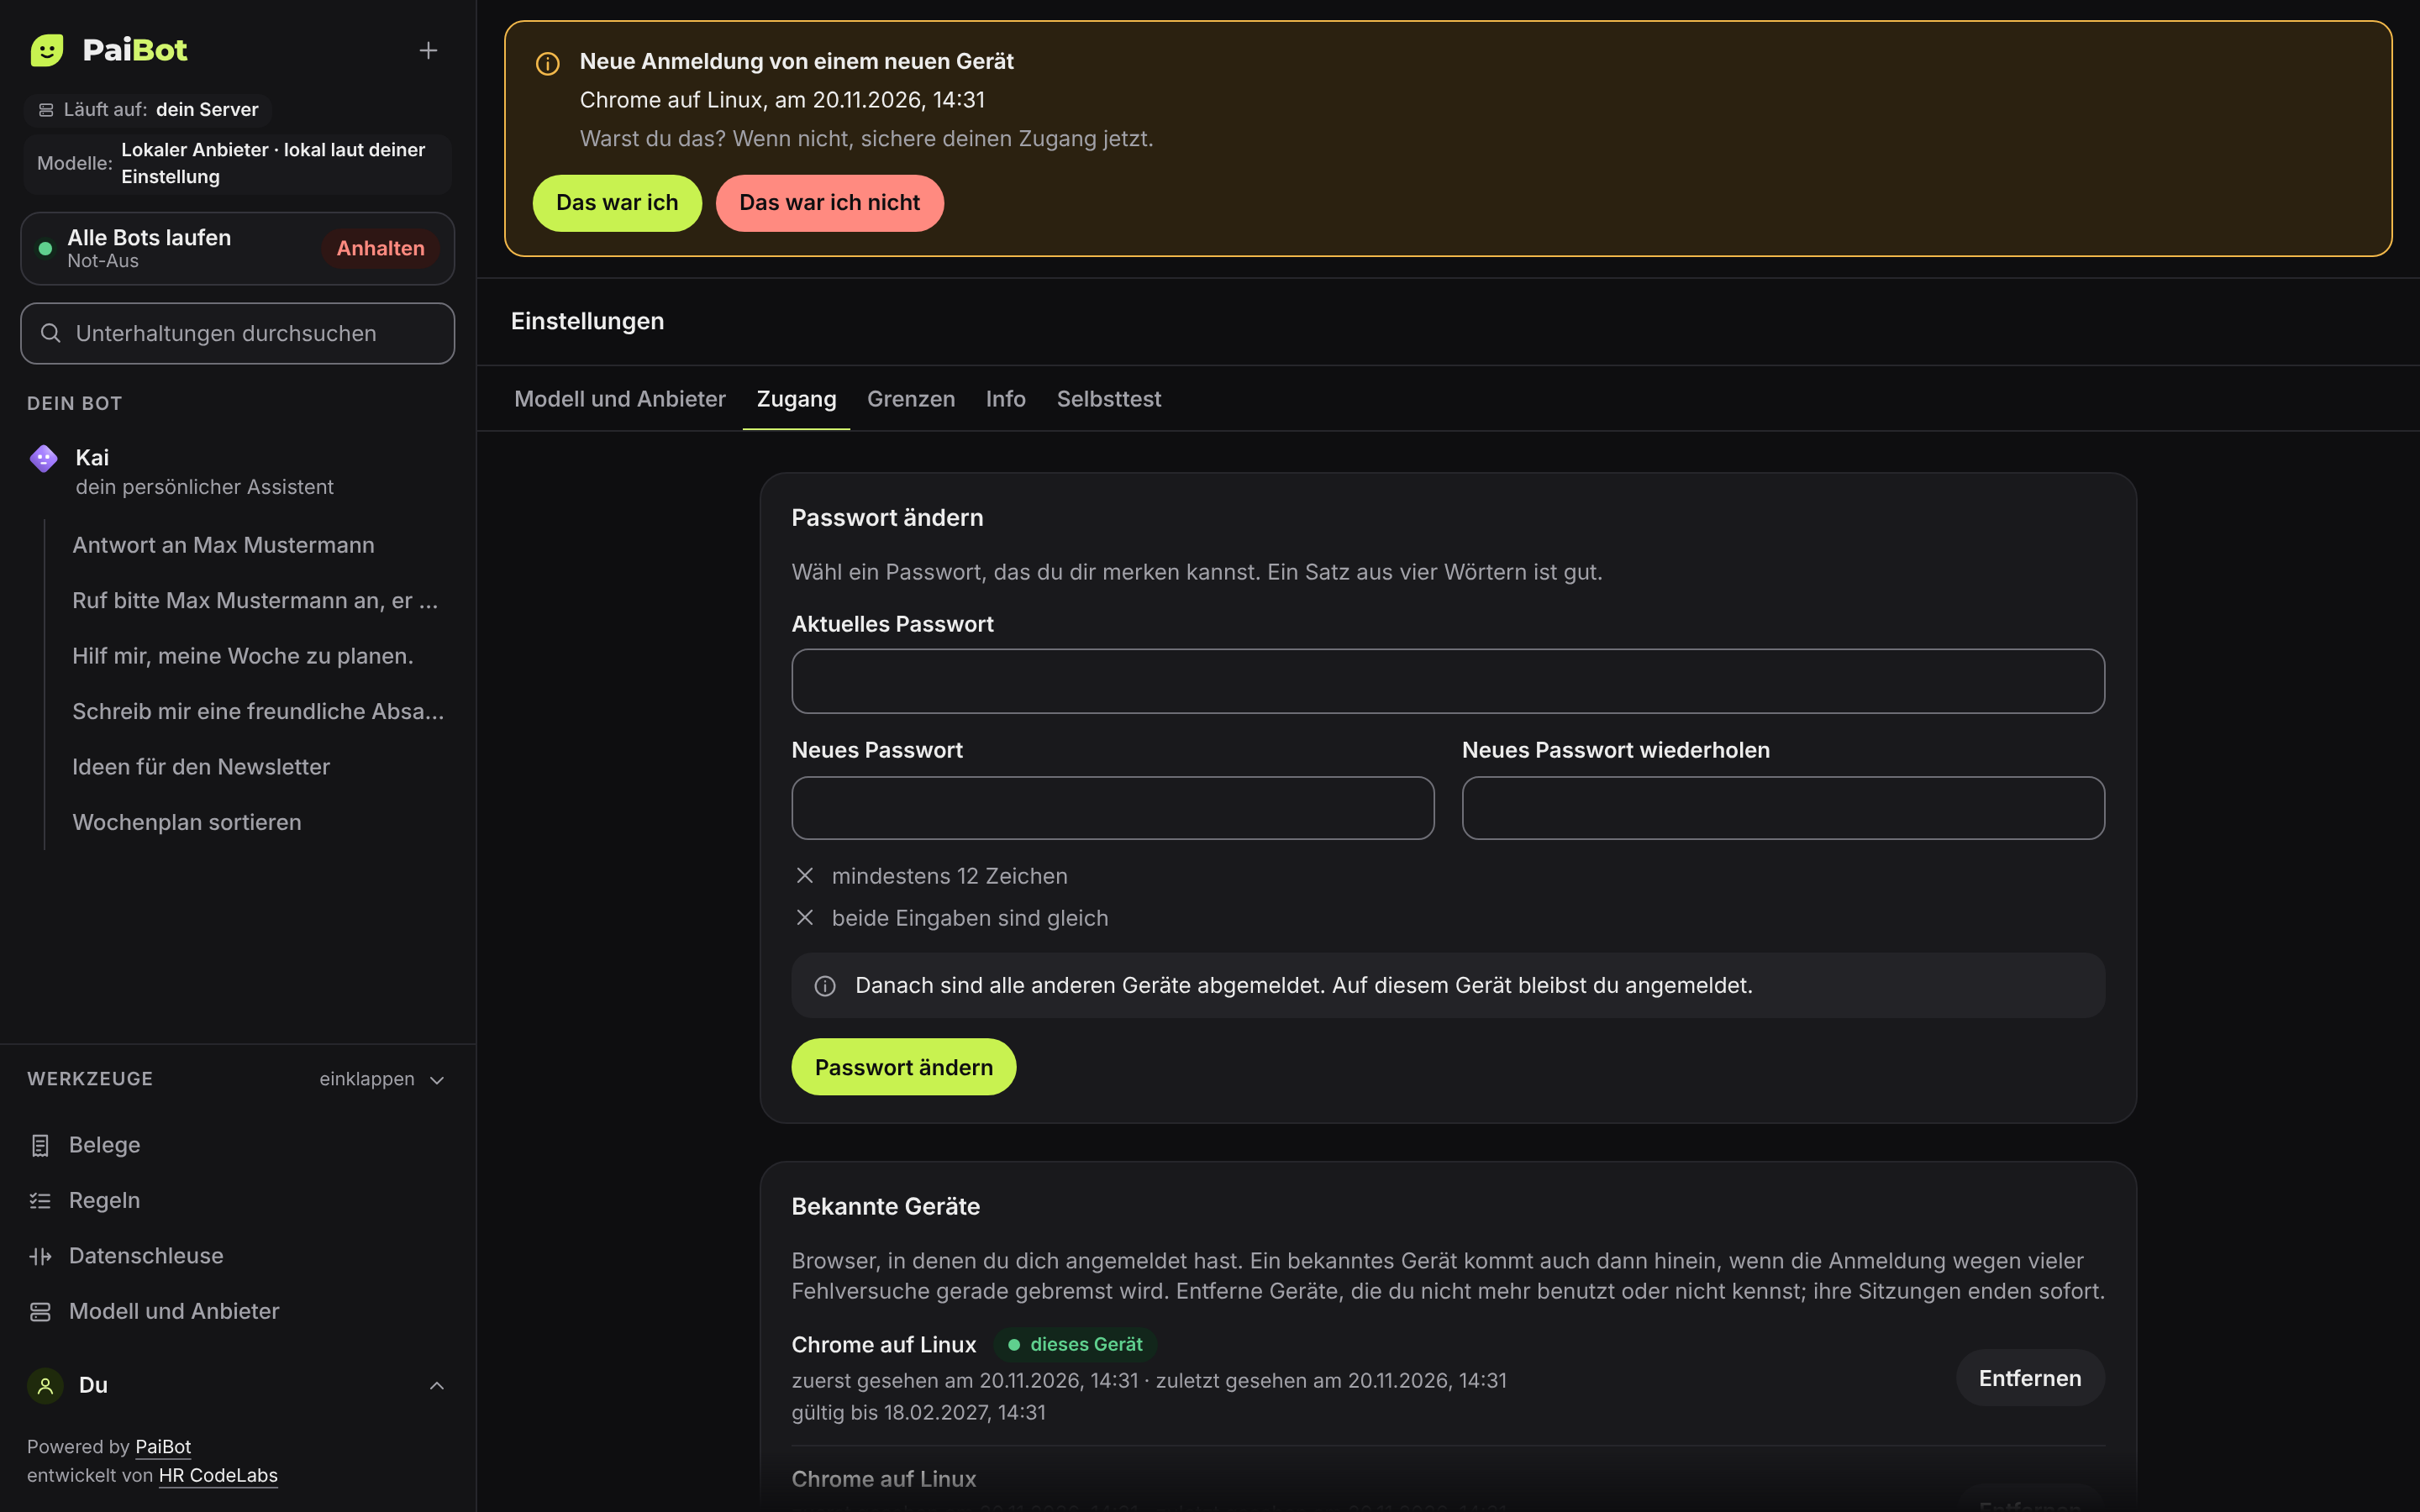 PaiBot
Läuft auf: dein Server
Modelle: Lokaler Anbieter · lokal laut deiner
Einstellung
Alle Bots laufen
Not-Aus
Anhalten
Unterhaltungen durchsuchen
DEIN BOT
Kai
dein persönlicher Assistent
Antwort an Max Mustermann
Ruf bitte Max Mustermann an, er ...
Hilf mir, meine Woche zu planen.
Schreib mir eine freundliche Absa...
Ideen für den Newsletter
Wochenplan sortieren
WERKZEUGE
einklappen
Belege
Regeln
Datenschleuse
Modell und Anbieter
Du
Powered by PaiBot
entwickelt von HR CodeLabs
Neue Anmeldung von einem neuen Gerät
Chrome auf Linux, am 20.11.2026, 14:31
Warst du das? Wenn nicht, sichere deinen Zugang jetzt.
Das war ich
Das war ich nicht
Einstellungen
Modell und Anbieter
Zugang
Grenzen
Info
Selbsttest
Passwort ändern
Wähl ein Passwort, das du dir merken kannst. Ein Satz aus vier Wörtern ist gut.
Aktuelles Passwort
Neues Passwort
Neues Passwort wiederholen
mindestens 12 Zeichen
beide Eingaben sind gleich
Danach sind alle anderen Geräte abgemeldet. Auf diesem Gerät bleibst du angemeldet.
Passwort ändern
Bekannte Geräte
Browser, in denen du dich angemeldet hast. Ein bekanntes Gerät kommt auch dann hinein, wenn die Anmeldung wegen vieler
Fehlversuche gerade gebremst wird. Entferne Geräte, die du nicht mehr benutzt oder nicht kennst; ihre Sitzungen enden sofort.
Chrome auf Linux
dieses Gerät
zuerst gesehen am 20.11.2026, 14:31 · zuletzt gesehen am 20.11.2026, 14:31
gültig bis 18.02.2027, 14:31
Entfernen
Chrome auf Linux